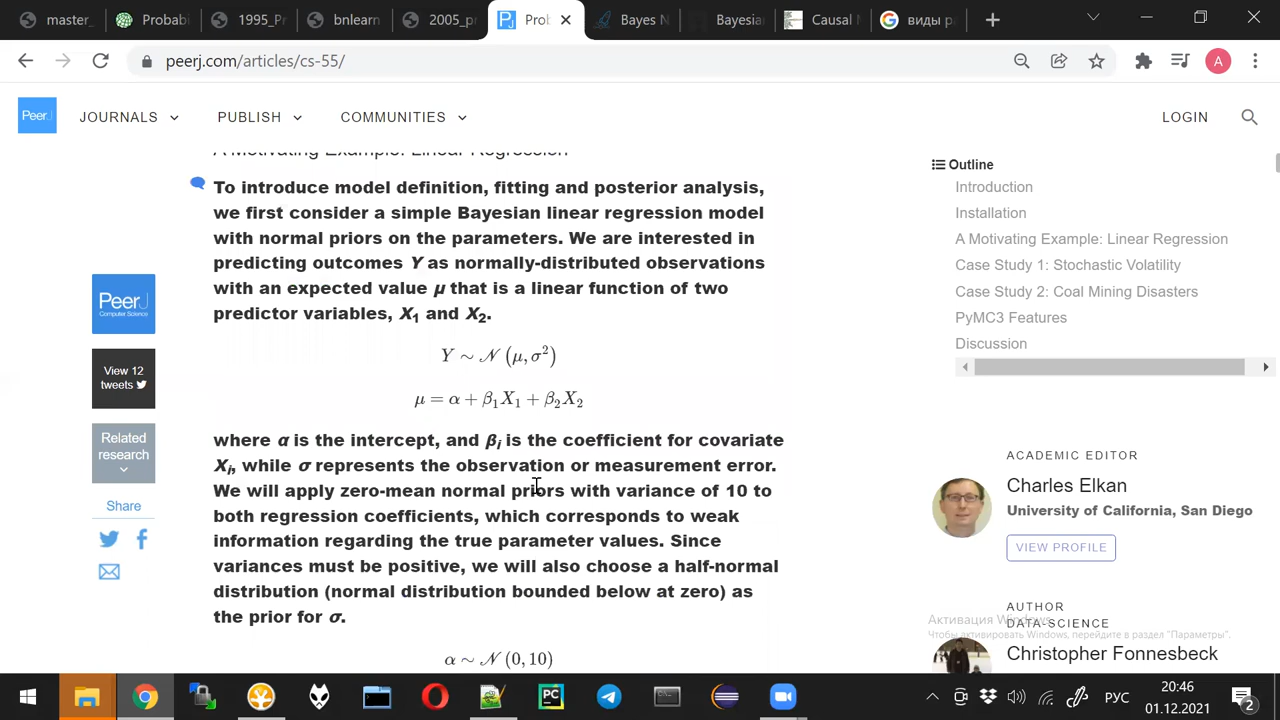 master_
Probabi
1995_Pr
bnlearn
2005_pr
Prob
Bayes N
Bayesian
Causal M
виды ра
peerj.com/articles/cs-55/
A
PeerJ
JOURNALS
PUBLISH
COMMUNITIES
LOGIN
A Motivating Example: Linear Regression
To introduce model definition, fitting and posterior analysis,
we first consider a simple Bayesian linear regression model
with normal priors on the parameters. We are interested in
predicting outcomes Y as normally-distributed observations
with an expected value μ that is a linear function of two
predictor variables, X1 and X2.
Y ∼ 𝒩 (μ, σ²)
μ = α + β1X1 + β2X2
where α is the intercept, and βi is the coefficient for covariate
Xi, while σ represents the observation or measurement error.
We will apply zero-mean normal priors with variance of 10 to
both regression coefficients, which corresponds to weak
information regarding the true parameter values. Since
variances must be positive, we will also choose a half-normal
distribution (normal distribution bounded below at zero) as
the prior for σ.
α ∼ 𝒩 (0, 10)
PeerJ
Computer Science
View 12
tweets
Related
research
Share
Outline
Introduction
Installation
A Motivating Example: Linear Regression
Case Study 1: Stochastic Volatility
Case Study 2: Coal Mining Disasters
PyMC3 Features
Discussion
ACADEMIC EDITOR
Charles Elkan
University of California, San Diego
VIEW PROFILE
AUTHOR
DATA-SCIENCE
Christopher Fonnesbeck
Активация Windows
Чтобы активировать Windows, перейдите в раздел "Параметры".
PC
РУС
20:46
01.12.2021
2